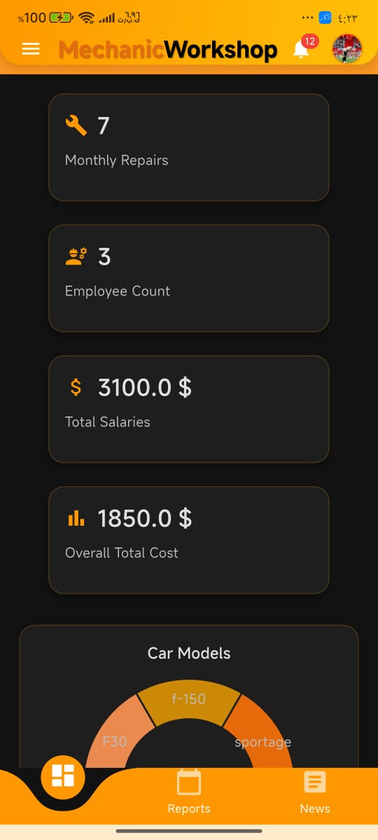 %100 ٤:٢٣
MechanicWorkshop 12
7
Monthly Repairs
3
Employee Count
3100.0 $
Total Salaries
1850.0 $
Overall Total Cost
Car Models
f-150
F30 sportage
Reports News